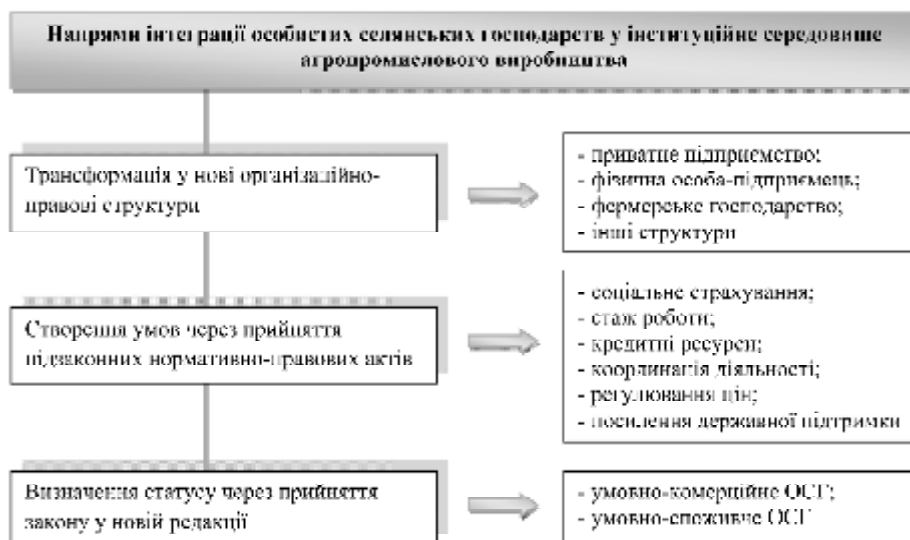 Напрями інтеграції особистих селянських господарств у інституційне середовище
агропромислового виробництва
Трансформація у нові організаційно-
правові структури
- приватне підприємство;
- фізична особа-підприємець;
- фермерське господарство;
- інші структури
Створення умов через прийняття
підзаконних нормативно-правових актів
- соціальне страхування;
- стаж роботи;
- кредитні ресурси;
- координація діяльності;
- регулювання цін;
- посилення державної підтримки
Визначення статусу через прийняття
закону у новій редакції
- умовно-комерційне ОСГ;
- умовно-споживче ОСГ